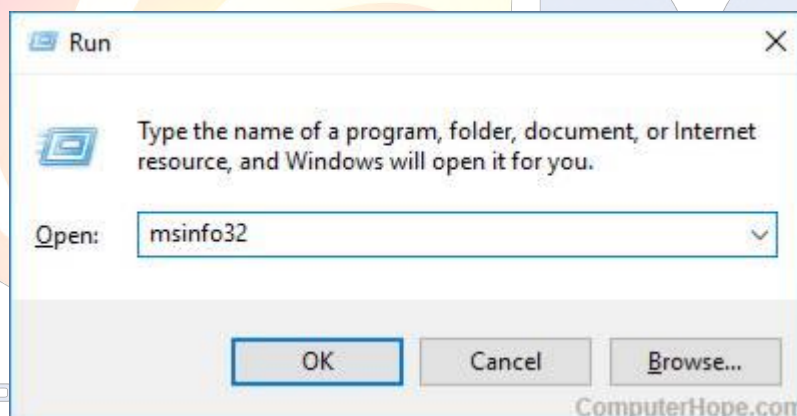 Run
Type the name of a program, folder, document, or Internet
resource, and Windows will open it for you.
Open: msinfo32
OK Cancel Browse...
ComputerHope.com